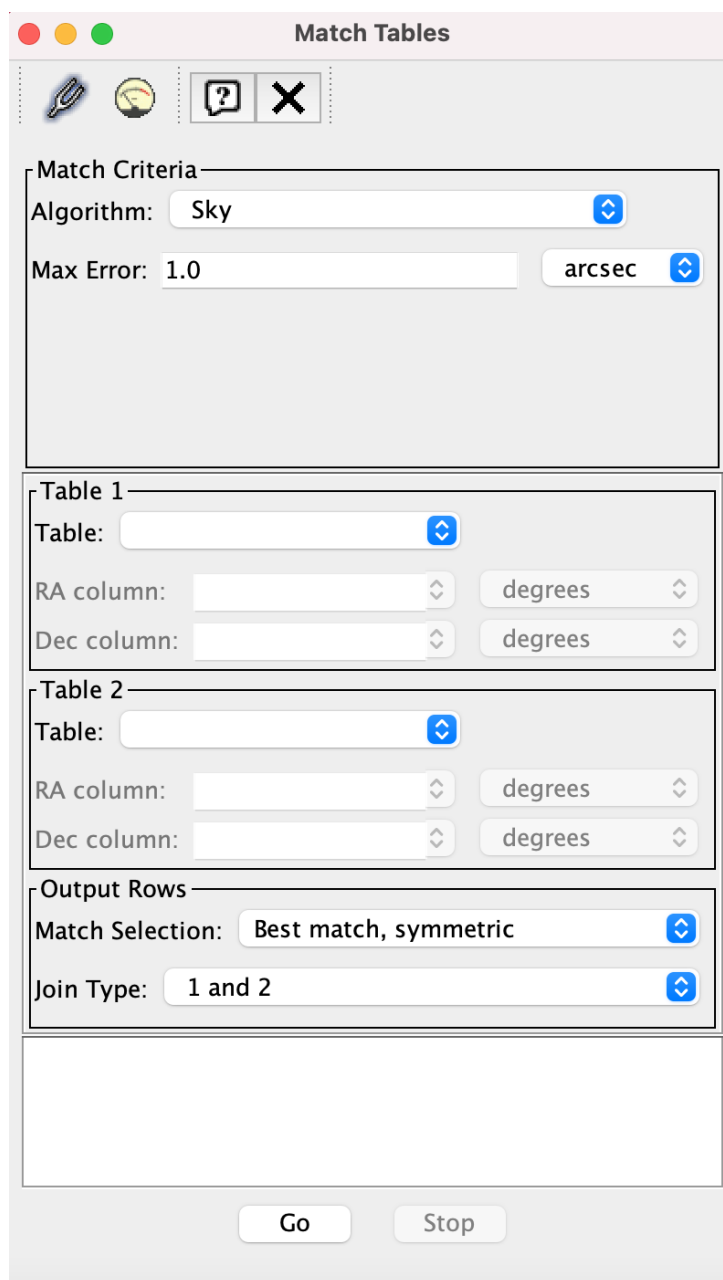 Match Tables
?
Match Criteria
Algorithm: Sky
Max Error: 1.0 arcsec
Table 1
Table:
RA column: degrees
Dec column: degrees
Table 2
Table:
RA column: degrees
Dec column: degrees
Output Rows
Match Selection: Best match, symmetric
Join Type: 1 and 2
Go Stop